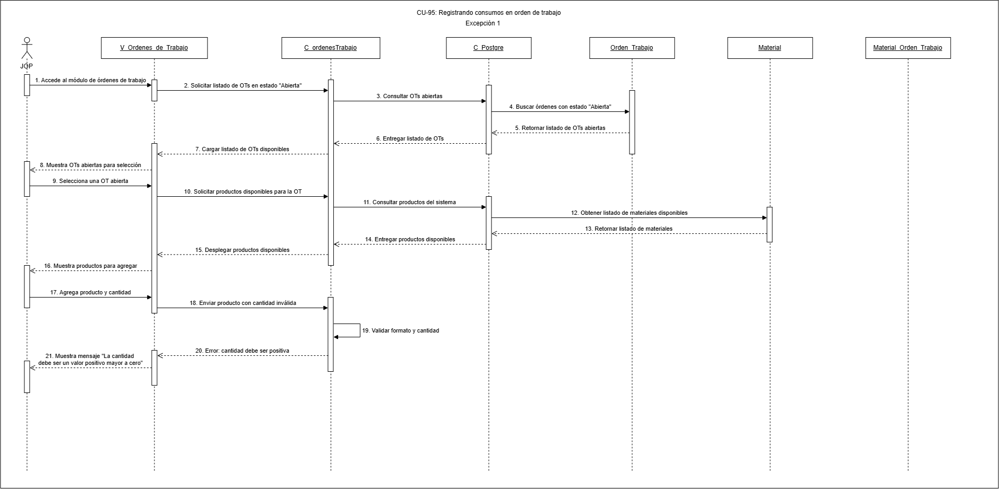 CU-95: Registrando consumos en orden de trabajo
Excepción 1
JOP
V_Ordenes_de_Trabajo
C_ordenesTrabajo
C_Postgre
Orden_Trabajo
Material
Material_Orden_Trabajo
1. Accede al módulo de órdenes de trabajo
2. Solicitar listado de OTs en estado "Abierta"
3. Consultar OTs abiertas
4. Buscar órdenes con estado "Abierta"
5. Retornar listado de OTs abiertas
6. Entregar listado de OTs
7. Cargar listado de OTs disponibles
8. Muestra OTs abiertas para selección
9. Selecciona una OT abierta
10. Solicitar productos disponibles para la OT
11. Consultar productos del sistema
12. Obtener listado de materiales disponibles
13. Retornar listado de materiales
14. Entregar productos disponibles
15. Desplegar productos disponibles
16. Muestra productos para agregar
17. Agrega producto y cantidad
18. Enviar producto con cantidad inválida
19. Validar formato y cantidad
20. Error: cantidad debe ser positiva
21. Muestra mensaje "La cantidad
debe ser un valor positivo mayor a cero"